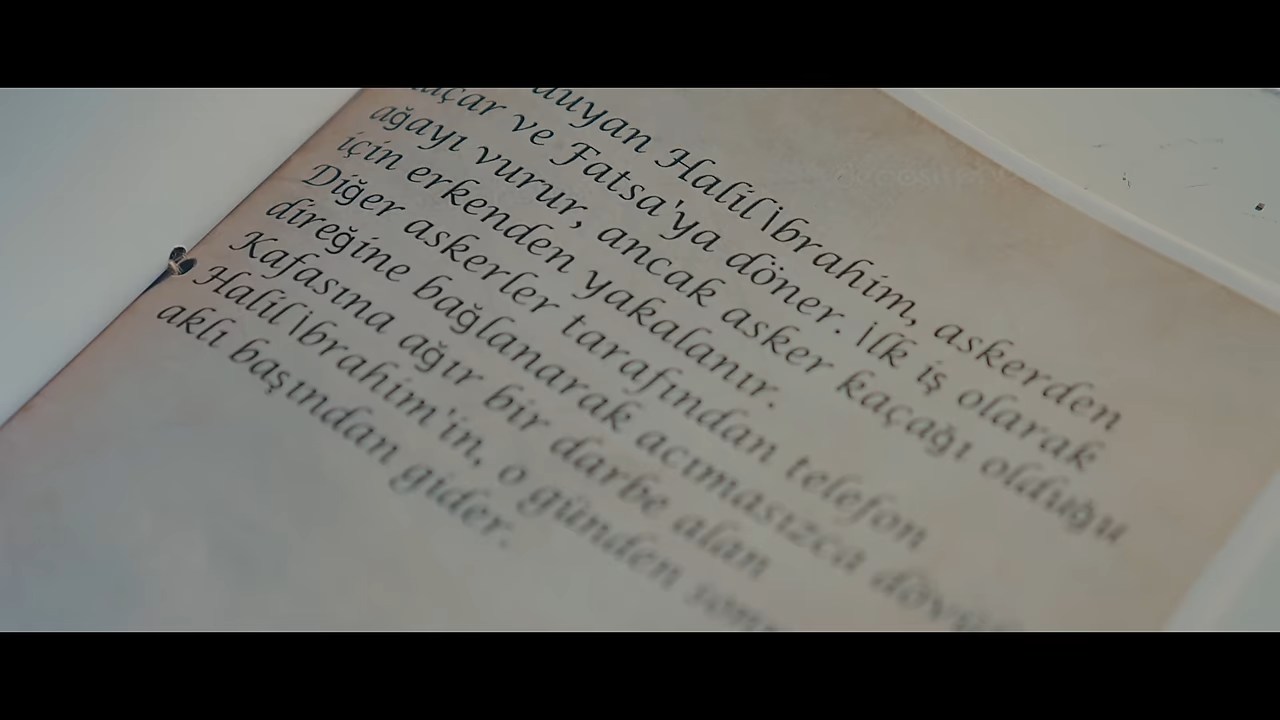 duyan Halil İbrahim, askerden
kaçar ve Fatsa'ya döner. İlk iş olarak
ağayı vurur, ancak asker kaçağı olduğu
için erkenden yakalanır.
Diğer askerler tarafından telefon
direğine bağlanarak acımasızca
Kafasına ağır bir darbe alan
Halil İbrahim'in, o günden
aklı başından gider.